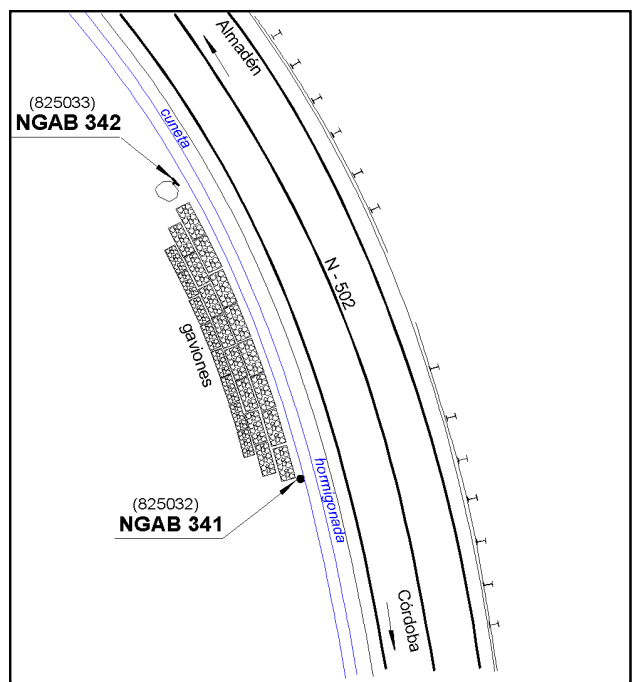 Almadén
(825033)
NGAB 342
cuneta
N - 502
gaviones
hormigonada
(825032)
NGAB 341
Córdoba